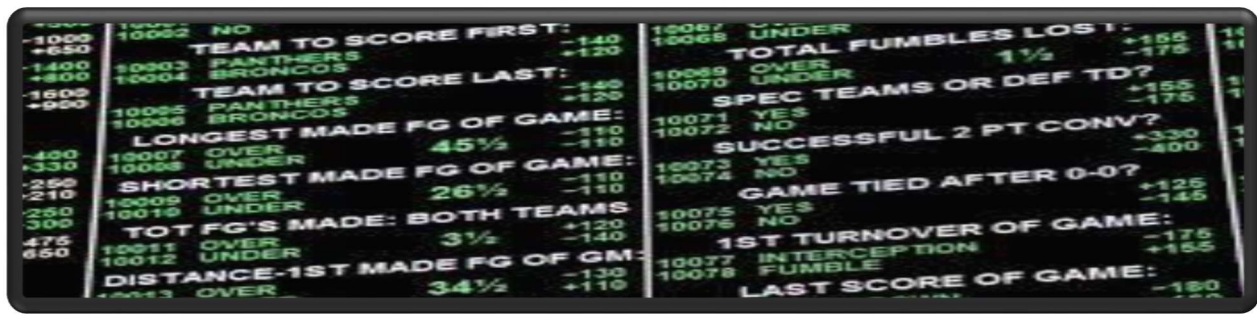 -1000
+650
-1400
+800
-1600
+900
-400
+330
-250
-210
-250
300
475
650
10002 NO
TEAM TO SCORE FIRST:
10003 PANTHERS -140
10004 BRONCOS +120
TEAM TO SCORE LAST:
10005 PANTHERS -140
10006 BRONCOS +120
LONGEST MADE FG OF GAME:
10007 OVER 45½ -110
10008 UNDER -110
SHORTEST MADE FG OF GAME:
10009 OVER 26½ -110
10010 UNDER -110
TOT FG'S MADE: BOTH TEAMS
10011 OVER 3½ +120
10012 UNDER -140
DISTANCE-1ST MADE FG OF GM:
10013 OVER 34½ -130
+110
10067 OVER
10068 UNDER
TOTAL FUMBLES LOST:
10069 OVER 1½ +155
10070 UNDER -175
SPEC TEAMS OR DEF TD?
10071 YES +155
10072 NO -175
SUCCESSFUL 2 PT CONV?
10073 YES +330
10074 NO -400
GAME TIED AFTER 0-0?
10075 YES +125
10076 NO -145
1ST TURNOVER OF GAME:
10077 INTERCEPTION -175
10078 FUMBLE +155
LAST SCORE OF GAME:
-180